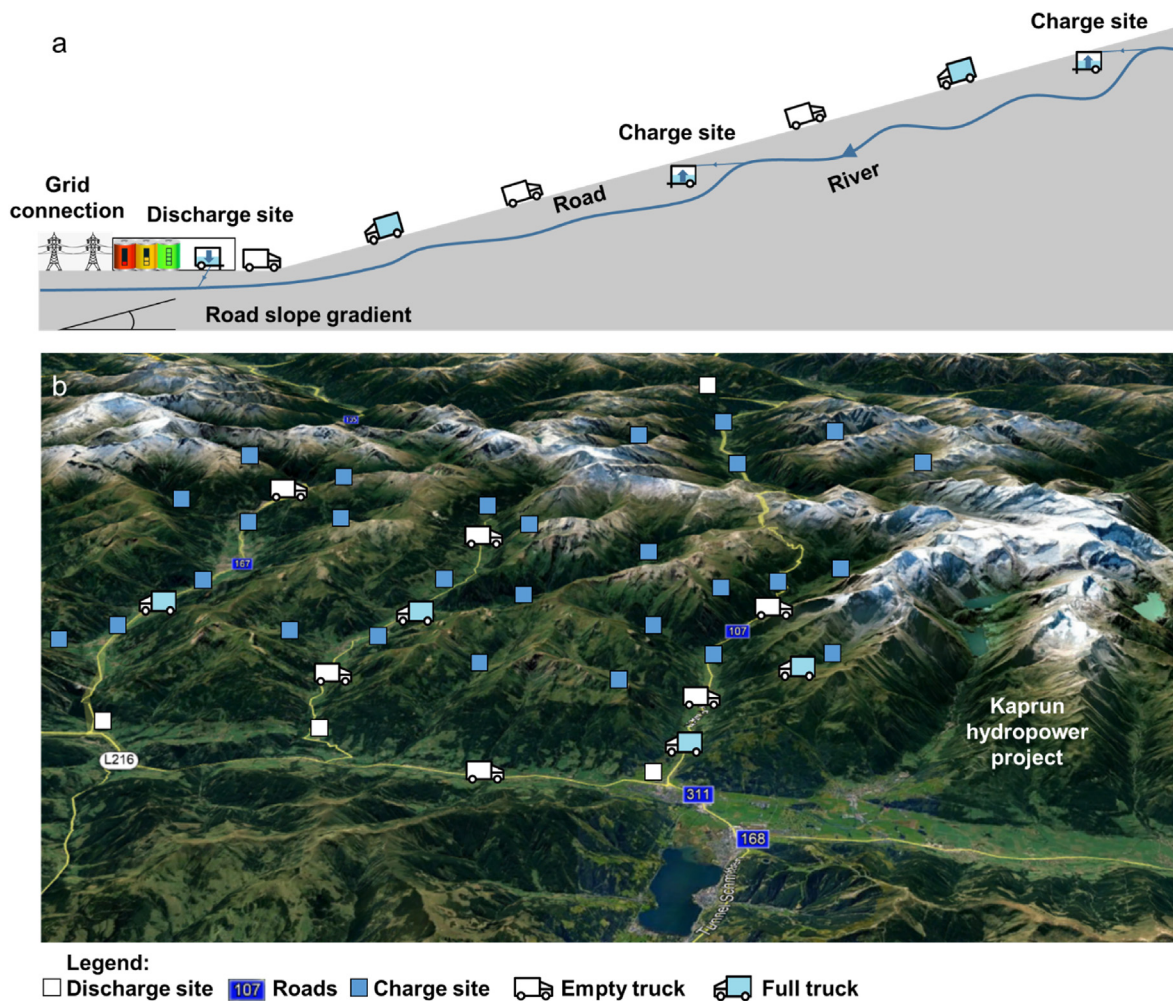 a
Charge site
Charge site
River
Road
Grid
connection
Discharge site
Road slope gradient
b
167
107
Kaprun
hydropower
project
L216
311
168
Legend:
Discharge site
107 Roads
Charge site
Empty truck
Full truck